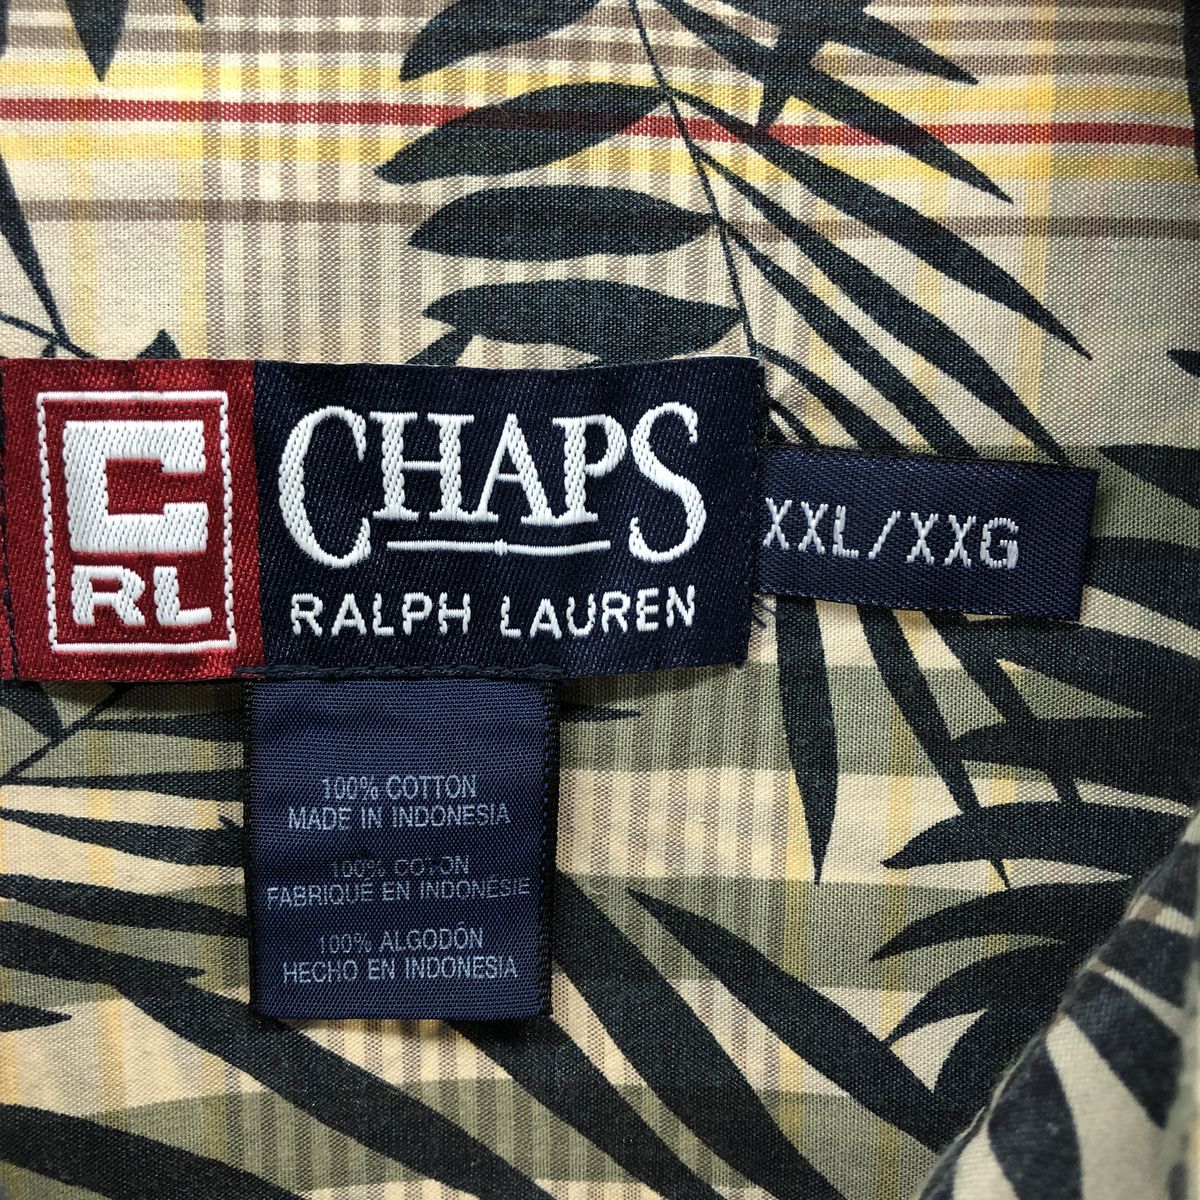 C
RL
CHAPS
RALPH LAUREN
XXL/XXG
100% COTTON
MADE IN INDONESIA
100% COTON
FABRIQUE EN INDONESIE
100% ALGODÓN
HECHO EN INDONESIA